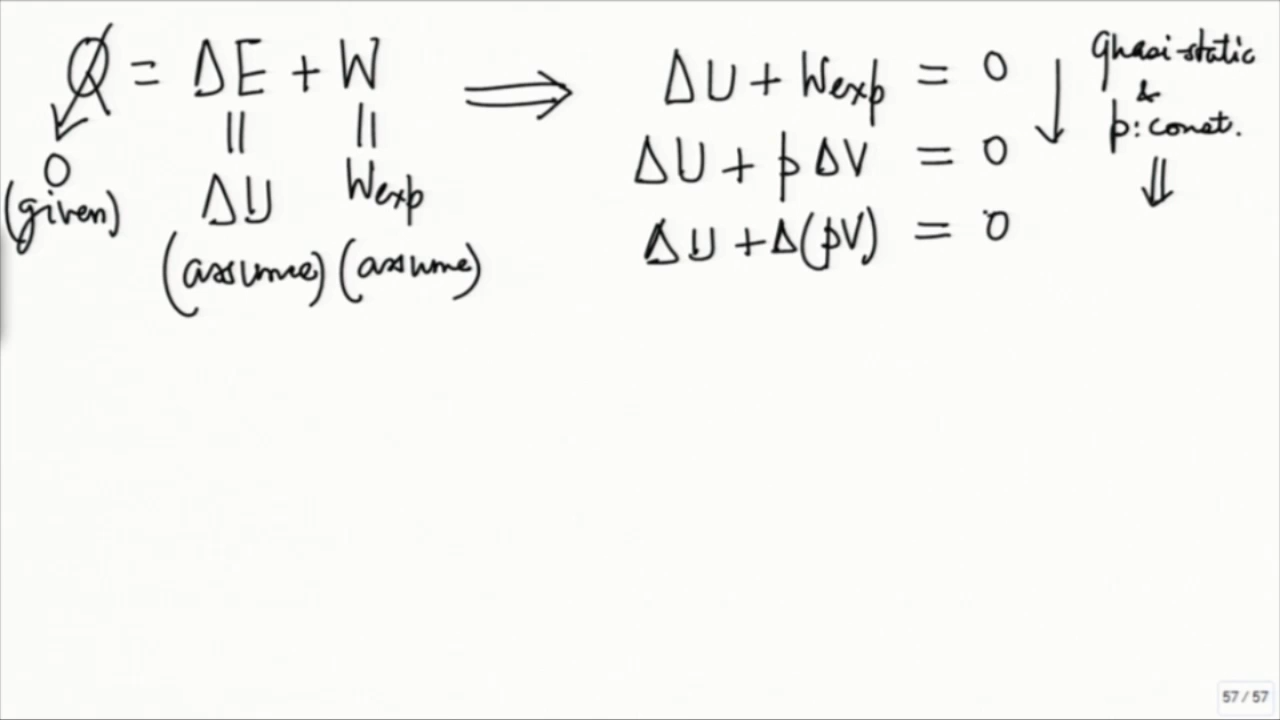 Q = ΔE + W ⟹ ΔU + Wexp = 0
0 (given)
|| ||
ΔU Wexp
(assume) (assume)
ΔU + pΔV = 0
ΔU + Δ(pV) = 0
Quasi-static
&
p: const.
⇓
57 / 57